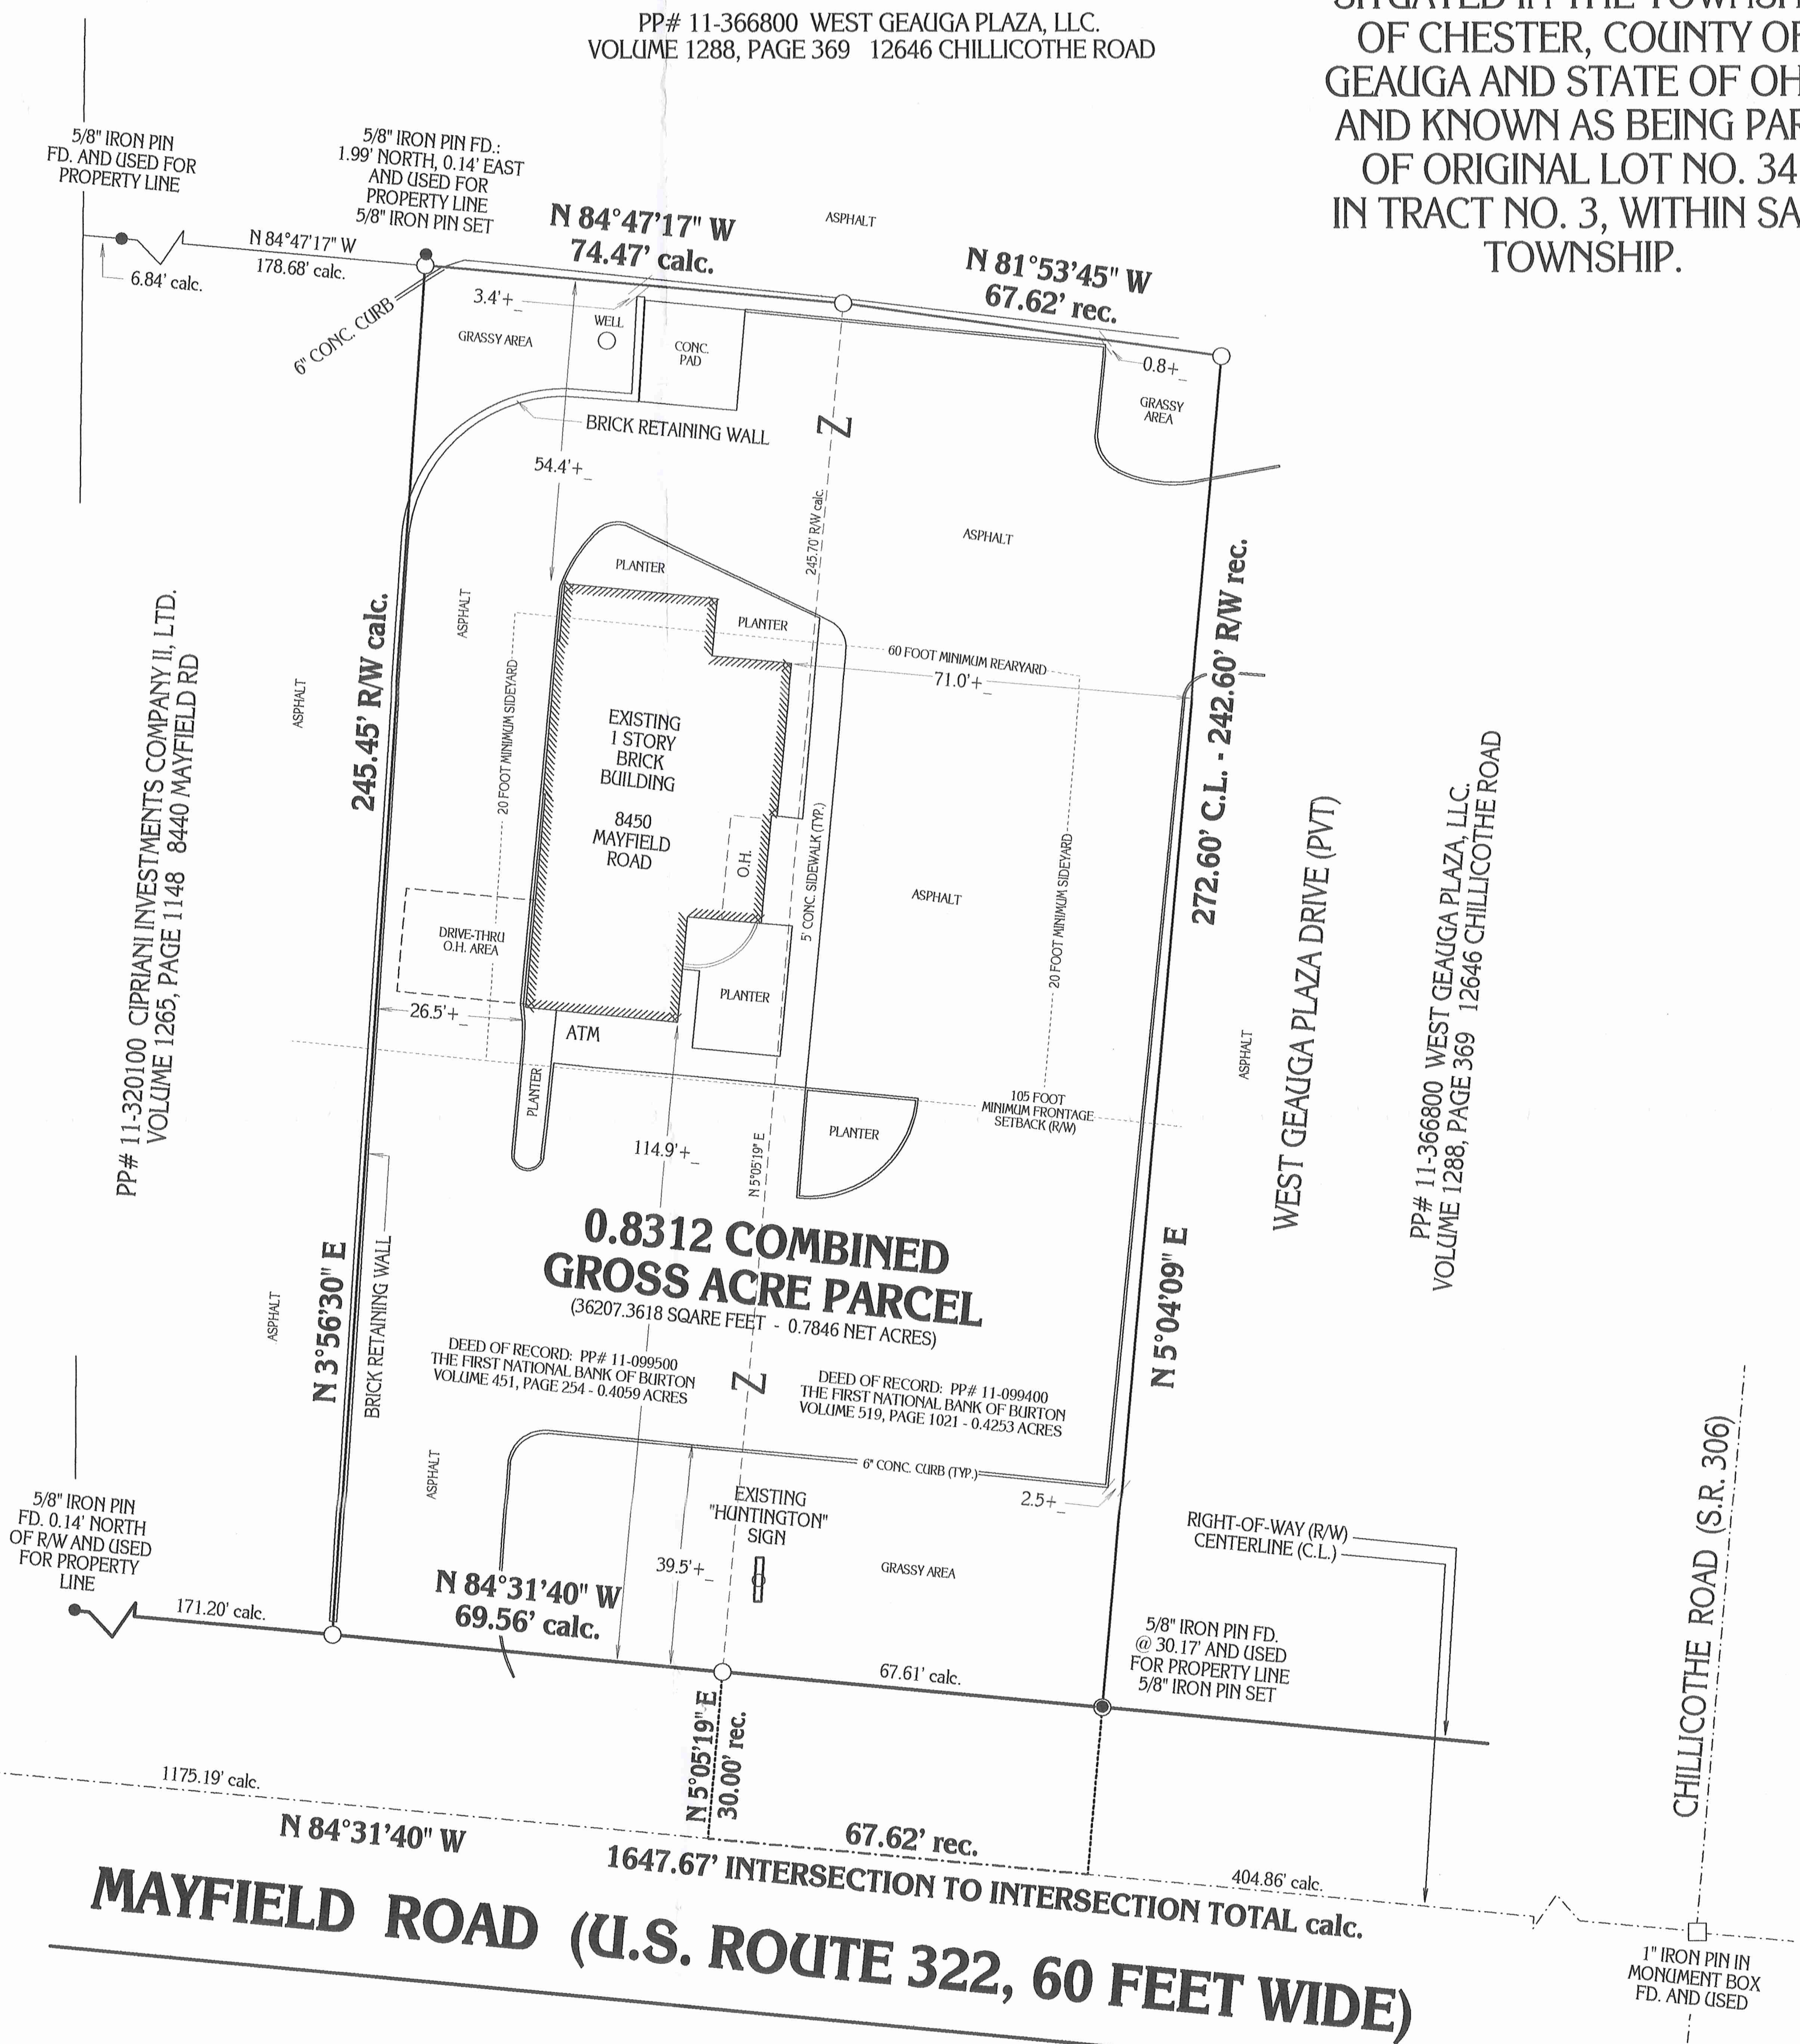 PP# 11-366800 WEST GEAUGA PLAZA, LLC.
VOLUME 1288, PAGE 369 12646 CHILLICOTHE ROAD
OF CHESTER, COUNTY OF
GEAUGA AND STATE OF OH
AND KNOWN AS BEING PAR
OF ORIGINAL LOT NO. 34
IN TRACT NO. 3, WITHIN SA
TOWNSHIP.
5/8" IRON PIN
FD. AND USED FOR
PROPERTY LINE
5/8" IRON PIN FD.:
1.99' NORTH, 0.14' EAST
AND USED FOR
PROPERTY LINE
5/8" IRON PIN SET
N 84°47'17" W
74.47' calc.
ASPHALT
N 81°53'45" W
67.62' rec.
N 84°47'17" W
178.68' calc.
6.84' calc.
6" CONC. CURB
3.4'+_
WELL
GRASSY AREA
CONC.
PAD
0.8+_
GRASSY
AREA
BRICK RETAINING WALL
Z
54.4'+_
245.70' R/W calc.
ASPHALT
PLANTER
PLANTER
ASPHALT
60 FOOT MINIMUM REARYARD
71.0'+_
20 FOOT MINIMUM SIDEYARD
EXISTING
1 STORY
BRICK
BUILDING
8450
MAYFIELD
ROAD
O.H.
5' CONC. SIDEWALK (TYP.)
ASPHALT
20 FOOT MINIMUM SIDEYARD
245.45' R/W calc.
ASPHALT
PP# 11-320100 CIPRIANI INVESTMENTS COMPANY II, LTD.
VOLUME 1265, PAGE 1148 8440 MAYFIELD RD
272.60' C.L. - 242.60' R/W rec.
WEST GEAUGA PLAZA DRIVE (PVT)
PP# 11-366800 WEST GEAUGA PLAZA, LLC.
VOLUME 1288, PAGE 369 12646 CHILLICOTHE ROAD
DRIVE-THRU
O.H. AREA
26.5'+_
PLANTER
ATM
PLANTER
ASPHALT
105 FOOT
MINIMUM FRONTAGE
SETBACK (R/W)
PLANTER
114.9'+_
N 5°05'19" E
0.8312 COMBINED
GROSS ACRE PARCEL
(36207.3618 SQARE FEET - 0.7846 NET ACRES)
N 3°56'30" E
BRICK RETAINING WALL
ASPHALT
N 5°04'09" E
DEED OF RECORD: PP# 11-099500
THE FIRST NATIONAL BANK OF BURTON
VOLUME 451, PAGE 254 - 0.4059 ACRES
Z
DEED OF RECORD: PP# 11-099400
THE FIRST NATIONAL BANK OF BURTON
VOLUME 519, PAGE 1021 - 0.4253 ACRES
ASPHALT
6" CONC. CURB (TYP.)
2.5+_
EXISTING
"HUNTINGTON"
SIGN
39.5'+_
GRASSY AREA
5/8" IRON PIN
FD. 0.14' NORTH
OF R/W AND USED
FOR PROPERTY
LINE
171.20' calc.
N 84°31'40" W
69.56' calc.
67.61' calc.
RIGHT-OF-WAY (R/W)
CENTERLINE (C.L.)
5/8" IRON PIN FD.
@ 30.17' AND USED
FOR PROPERTY LINE
5/8" IRON PIN SET
CHILLICOTHE ROAD (S.R. 306)
N 5°05'19" E
30.00' rec.
1175.19' calc.
N 84°31'40" W
67.62' rec.
1647.67' INTERSECTION TO INTERSECTION TOTAL calc.
404.86' calc.
MAYFIELD ROAD (U.S. ROUTE 322, 60 FEET WIDE)
1" IRON PIN IN
MONUMENT BOX
FD. AND USED